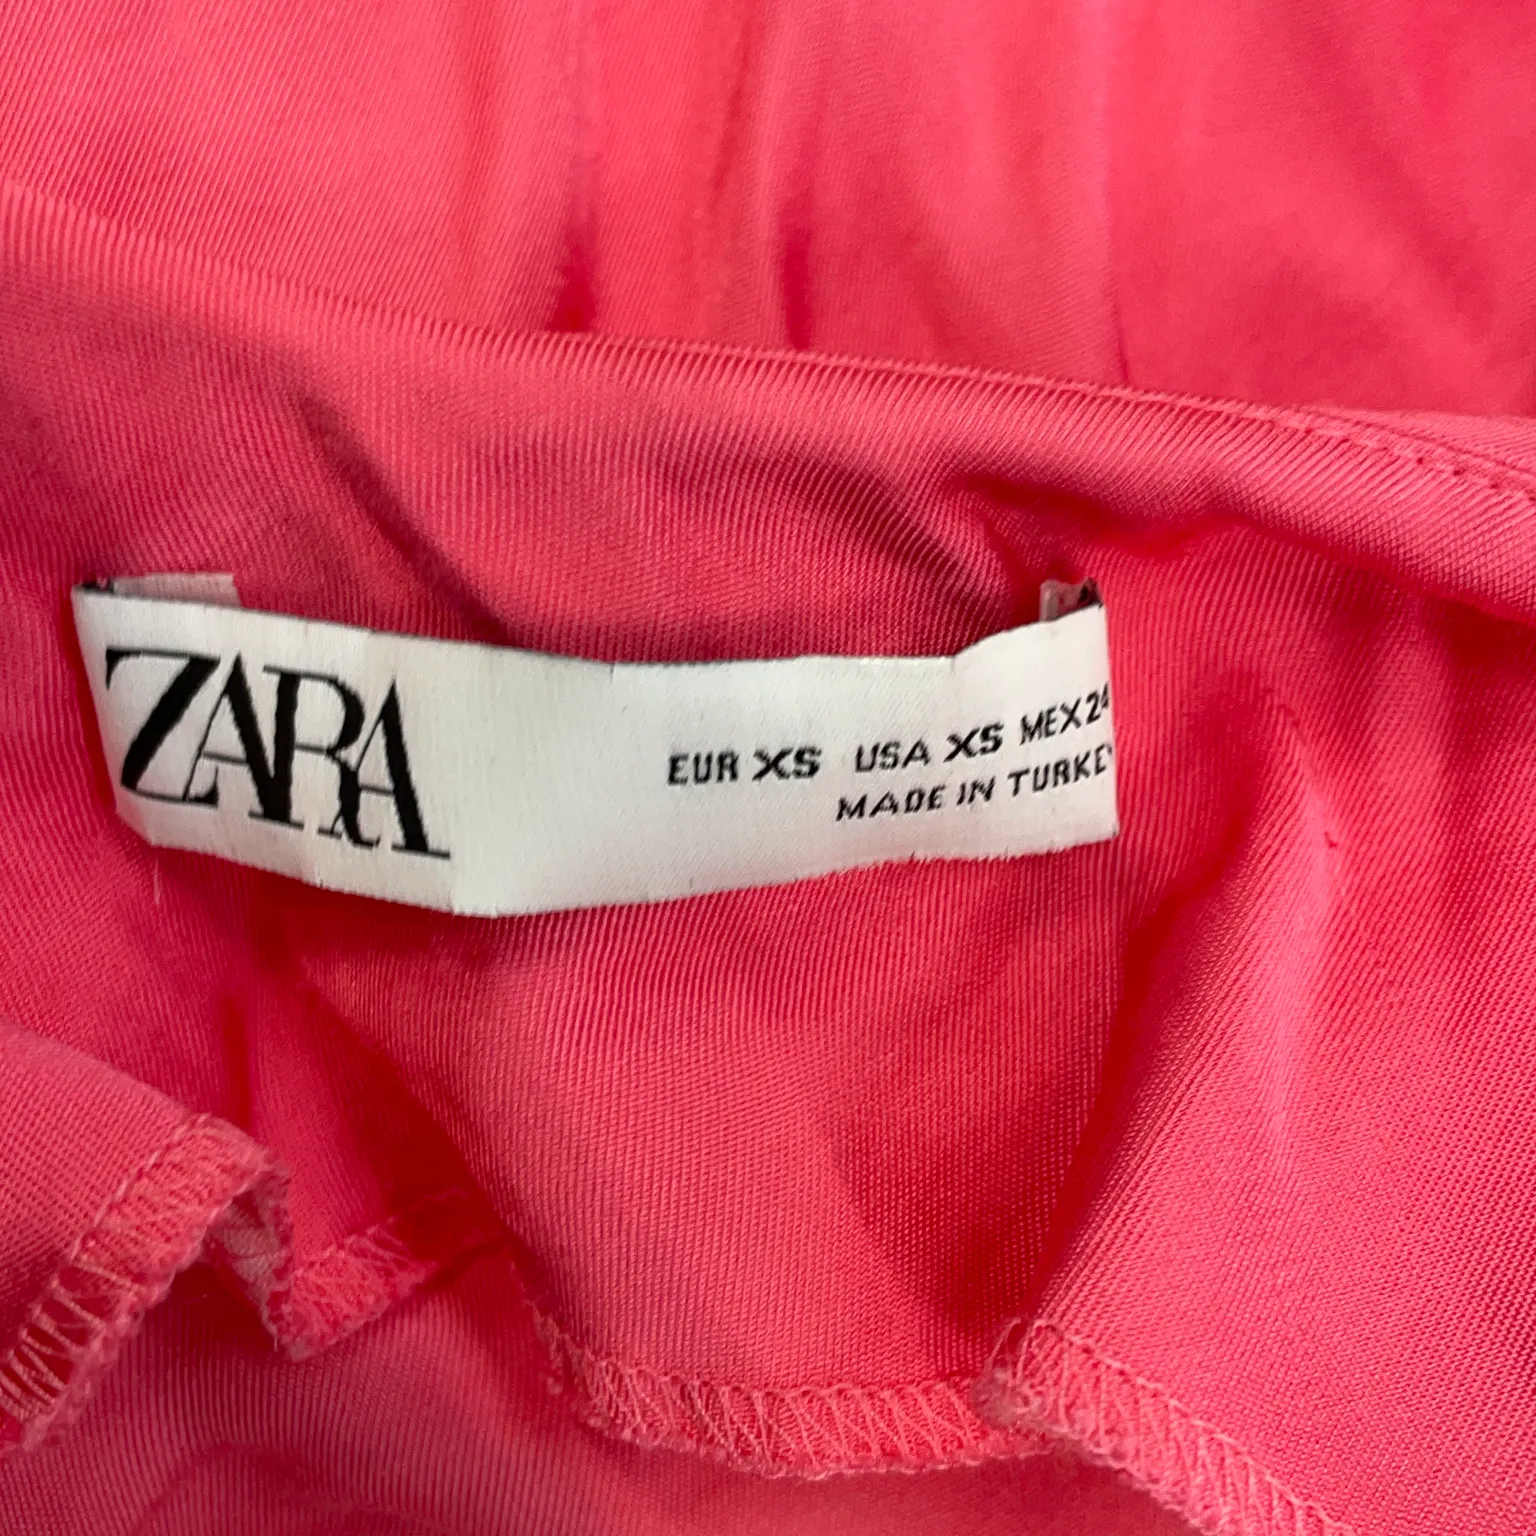 ZARA
EUR XS USA XS MEX 24
MADE IN TURKEY